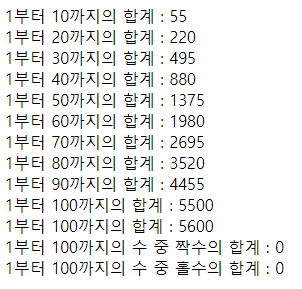 1부터 10까지의 합계 : 55
1부터 20까지의 합계 : 220
1부터 30까지의 합계 : 495
1부터 40까지의 합계 : 880
1부터 50까지의 합계 : 1375
1부터 60까지의 합계 : 1980
1부터 70까지의 합계 : 2695
1부터 80까지의 합계 : 3520
1부터 90까지의 합계 : 4455
1부터 100까지의 합계 : 5500
1부터 100까지의 합계 : 5600
1부터 100까지의 수 중 짝수의 합계 : 0
1부터 100까지의 수 중 홀수의 합계 : 0